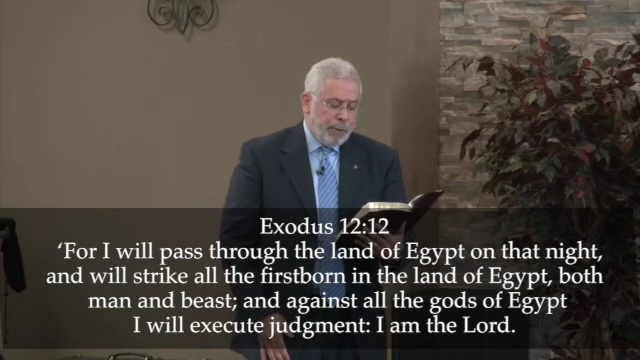 Exodus 12:12
‘For I will pass through the land of Egypt on that night,
and will strike all the firstborn in the land of Egypt, both
man and beast; and against all the gods of Egypt
I will execute judgment: I am the Lord.